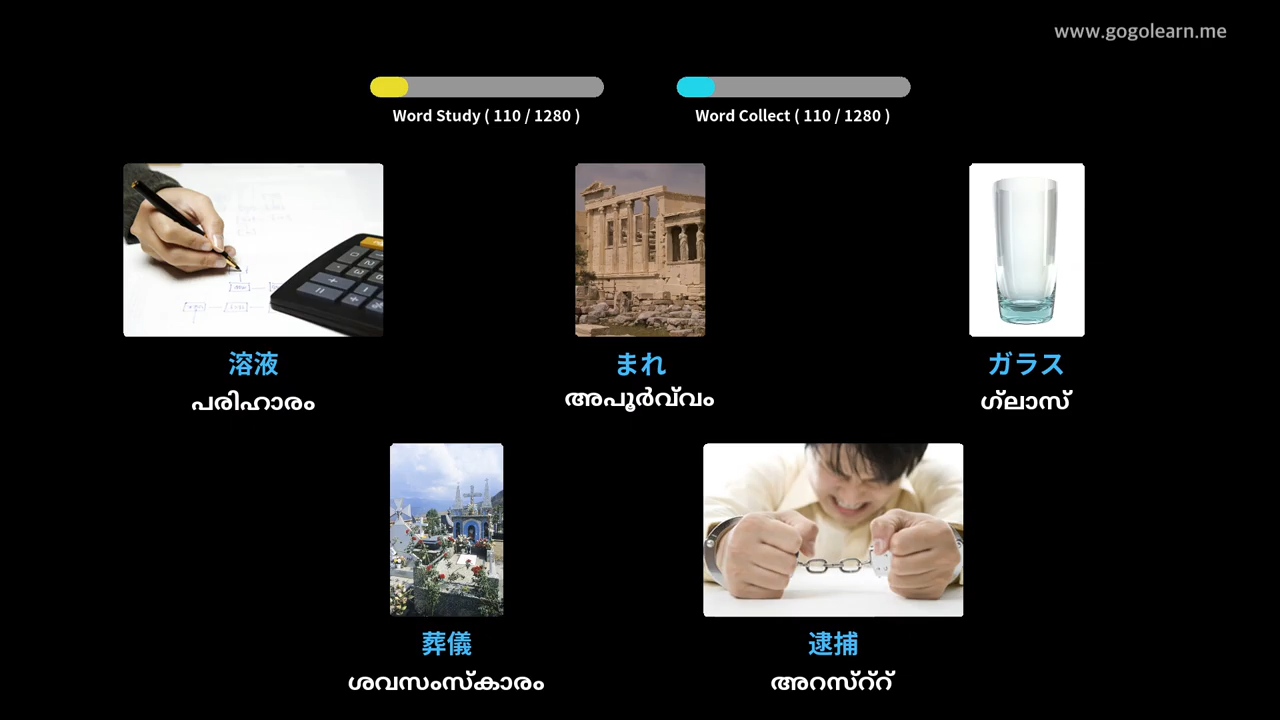 www.gogolearn.me
Word Study ( 110 / 1280 )
Word Collect ( 110 / 1280 )
溶液
പരിഹാരം
まれ
അപൂർവ്വം
ガラス
ഗ്ലാസ്
葬儀
ശവസംസ്കാരം
逮捕
അറസ്റ്റ്